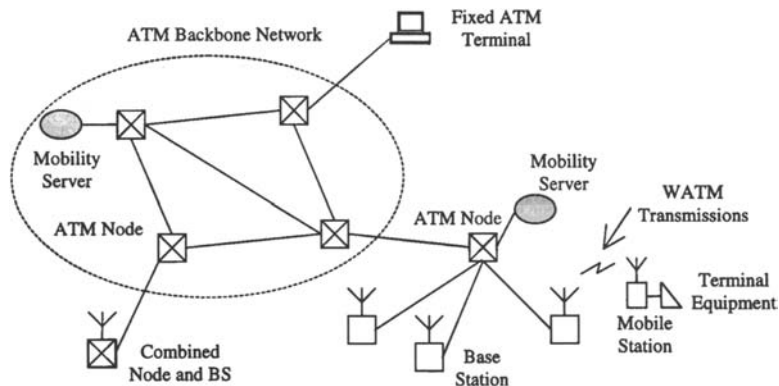 Fixed ATM
Terminal
ATM Backbone Network
Mobility
Server
Mobility
Server
WATM
Transmissions
ATM Node
ATM Node
Terminal
Equipment
Mobile
Station
Combined
Node and BS
Base
Station